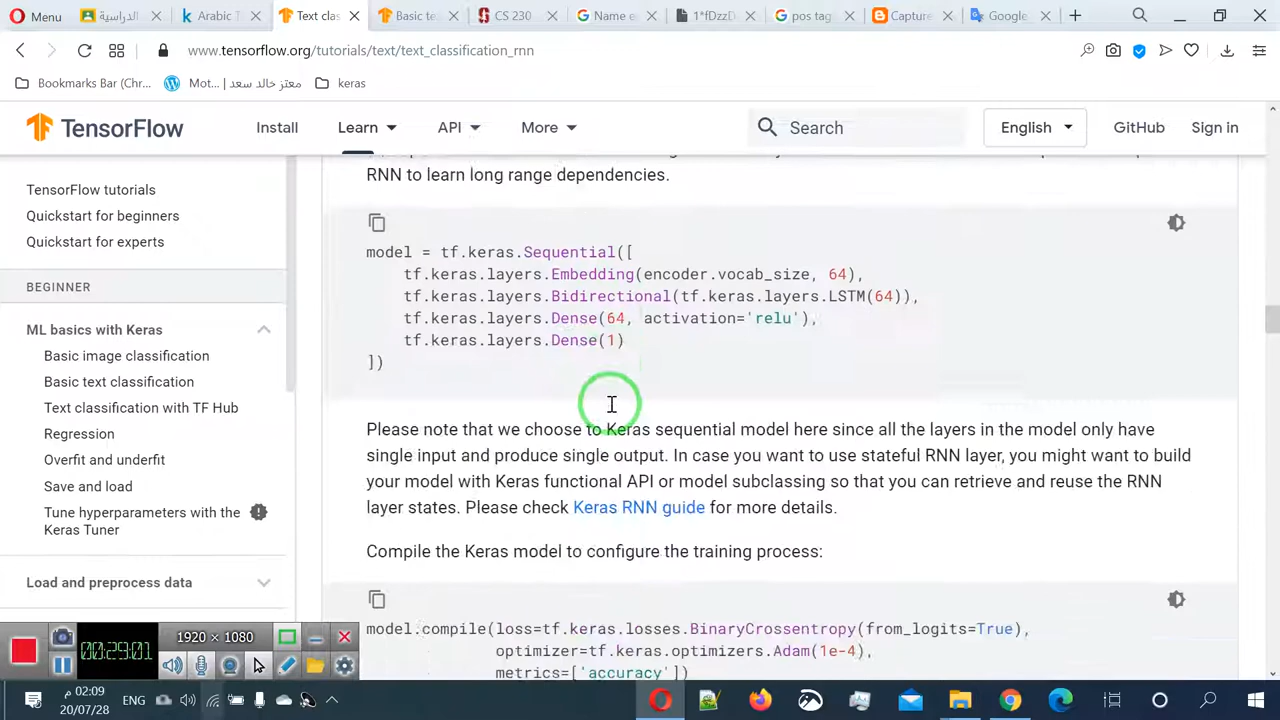 الدراسية
Arabic T
Text clas
Basic te
CS 230
Name e
1*fDzzD
pos tag
Capture
Google
www.tensorflow.org/tutorials/text/text_classification_rnn
Bookmarks Bar (Chr...
Mot... | معتز خالد سعد
keras
TensorFlow
Install
Learn
API
More
Search
English
GitHub
Sign in
TensorFlow tutorials
Quickstart for beginners
Quickstart for experts
BEGINNER
ML basics with Keras
Basic image classification
Basic text classification
Text classification with TF Hub
Regression
Overfit and underfit
Save and load
Tune hyperparameters with the
Keras Tuner
Load and preprocess data
RNN to learn long range dependencies.
model = tf.keras.Sequential([
tf.keras.layers.Embedding(encoder.vocab_size, 64),
tf.keras.layers.Bidirectional(tf.keras.layers.LSTM(64)),
tf.keras.layers.Dense(64, activation='relu'),
tf.keras.layers.Dense(1)
])
Please note that we choose to Keras sequential model here since all the layers in the model only have
single input and produce single output. In case you want to use stateful RNN layer, you might want to build
your model with Keras functional API or model subclassing so that you can retrieve and reuse the RNN
layer states. Please check Keras RNN guide for more details.
Compile the Keras model to configure the training process:
model.compile(loss=tf.keras.losses.BinaryCrossentropy(from_logits=True),
optimizer=tf.keras.optimizers.Adam(1e-4),
metrics=['accuracy'])
00:29:01
1920 × 1080
ENG
02:09 م
20/07/28